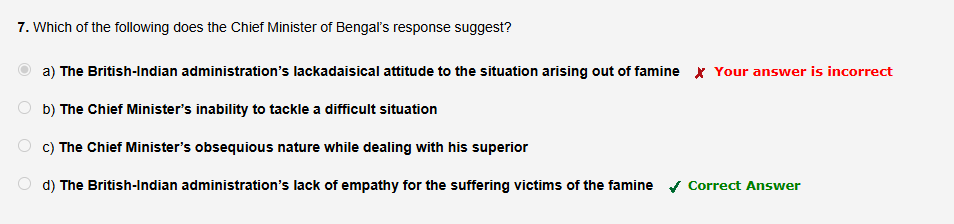 7. Which of the following does the Chief Minister of Bengal's response suggest?
a) The British-Indian administration's lackadaisical attitude to the situation arising out of famine ✗ Your answer is incorrect
b) The Chief Minister's inability to tackle a difficult situation
c) The Chief Minister's obsequious nature while dealing with his superior
d) The British-Indian administration's lack of empathy for the suffering victims of the famine ✓ Correct Answer